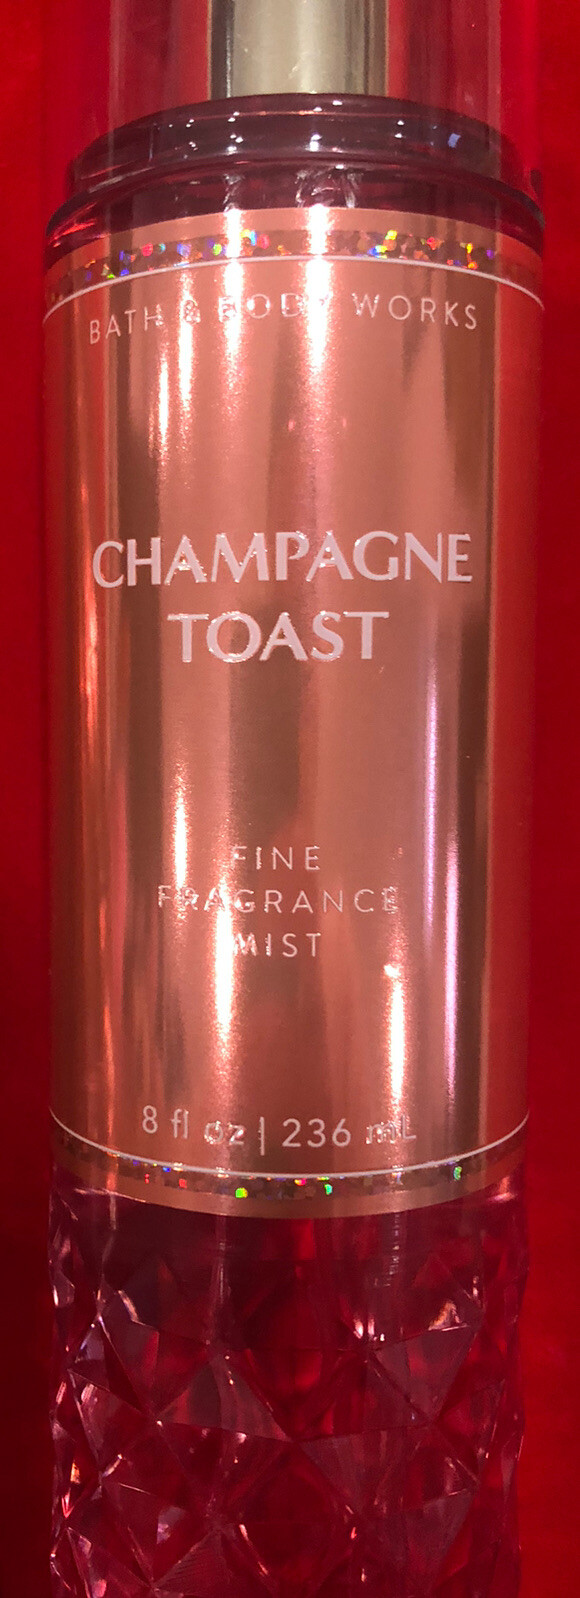 BATH & BODY WORKS
CHAMPAGNE
TOAST
FINE
FRAGRANCE
MIST
8 fl oz | 236 mL